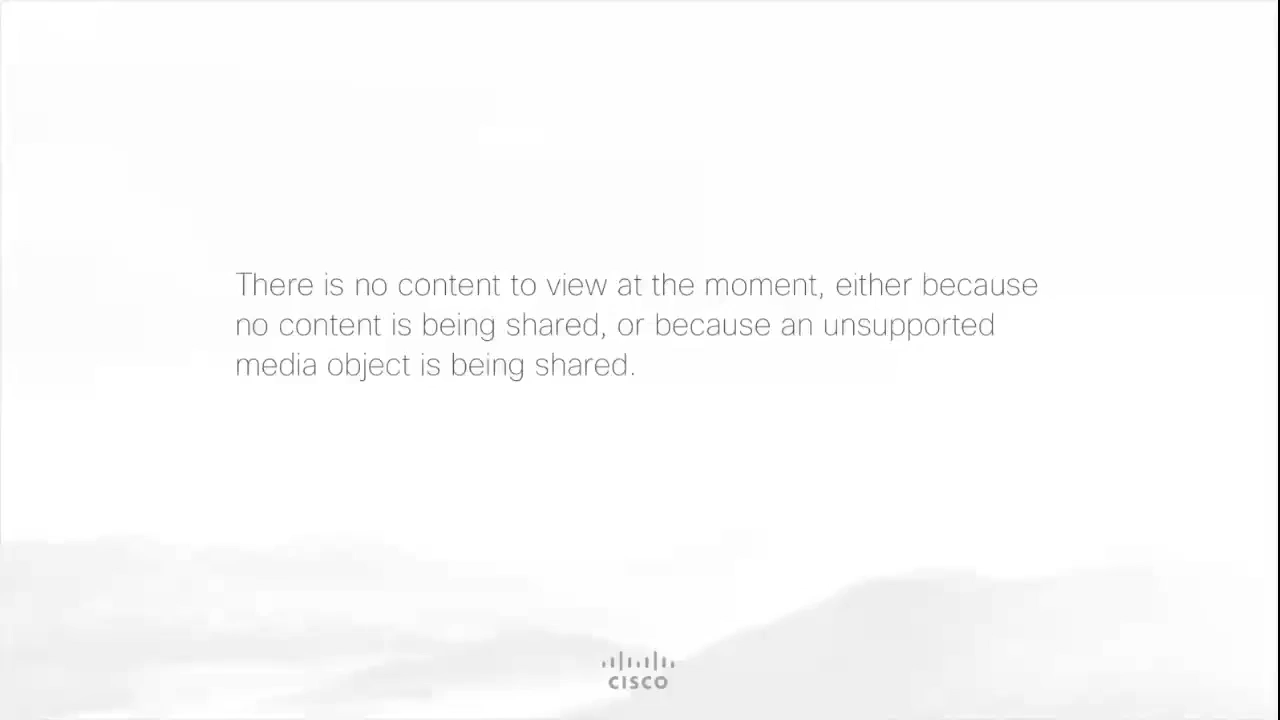 There is no content to view at the moment, either because
no content is being shared, or because an unsupported
media object is being shared.
CISCO